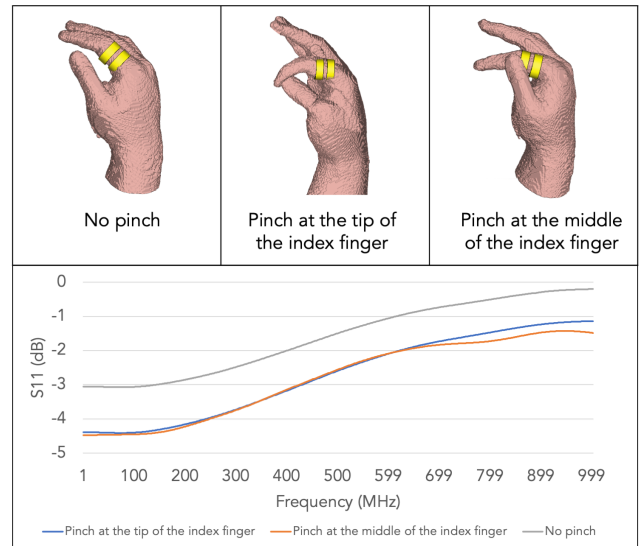 No pinch
Pinch at the tip of
the index finger
Pinch at the middle
of the index finger
0
-1
-2
-3
-4
-5
S11 (dB)
1 100 200 300 400 500 599 699 799 899 999
Frequency (MHz)
Pinch at the tip of the index finger Pinch at the middle of the index finger No pinch